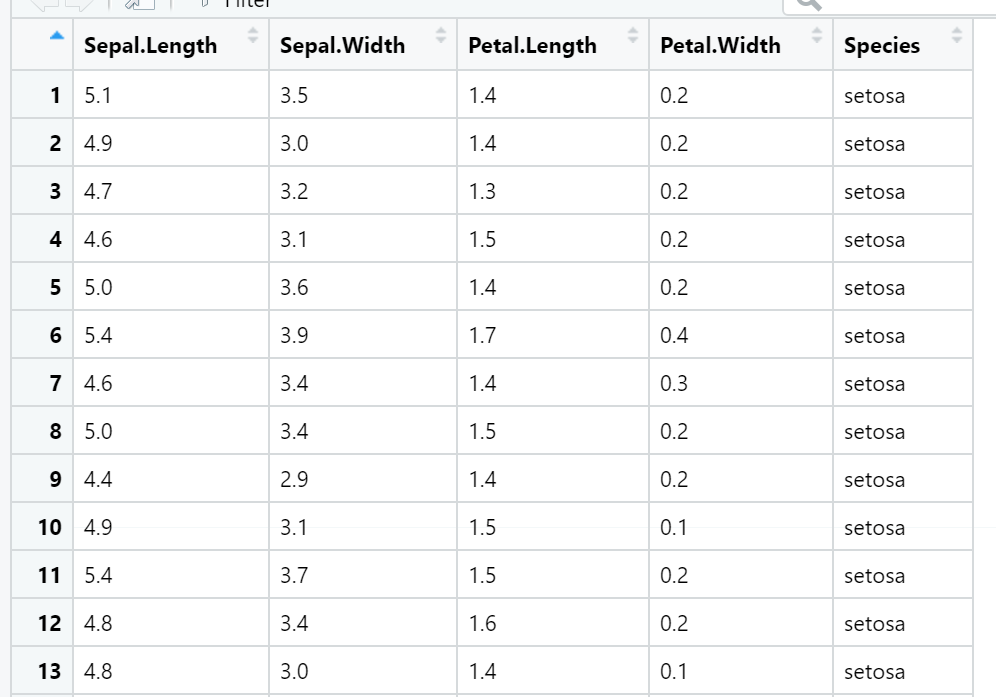 Filter
Sepal.Length Sepal.Width Petal.Length Petal.Width Species
1 5.1 3.5 1.4 0.2 setosa
2 4.9 3.0 1.4 0.2 setosa
3 4.7 3.2 1.3 0.2 setosa
4 4.6 3.1 1.5 0.2 setosa
5 5.0 3.6 1.4 0.2 setosa
6 5.4 3.9 1.7 0.4 setosa
7 4.6 3.4 1.4 0.3 setosa
8 5.0 3.4 1.5 0.2 setosa
9 4.4 2.9 1.4 0.2 setosa
10 4.9 3.1 1.5 0.1 setosa
11 5.4 3.7 1.5 0.2 setosa
12 4.8 3.4 1.6 0.2 setosa
13 4.8 3.0 1.4 0.1 setosa